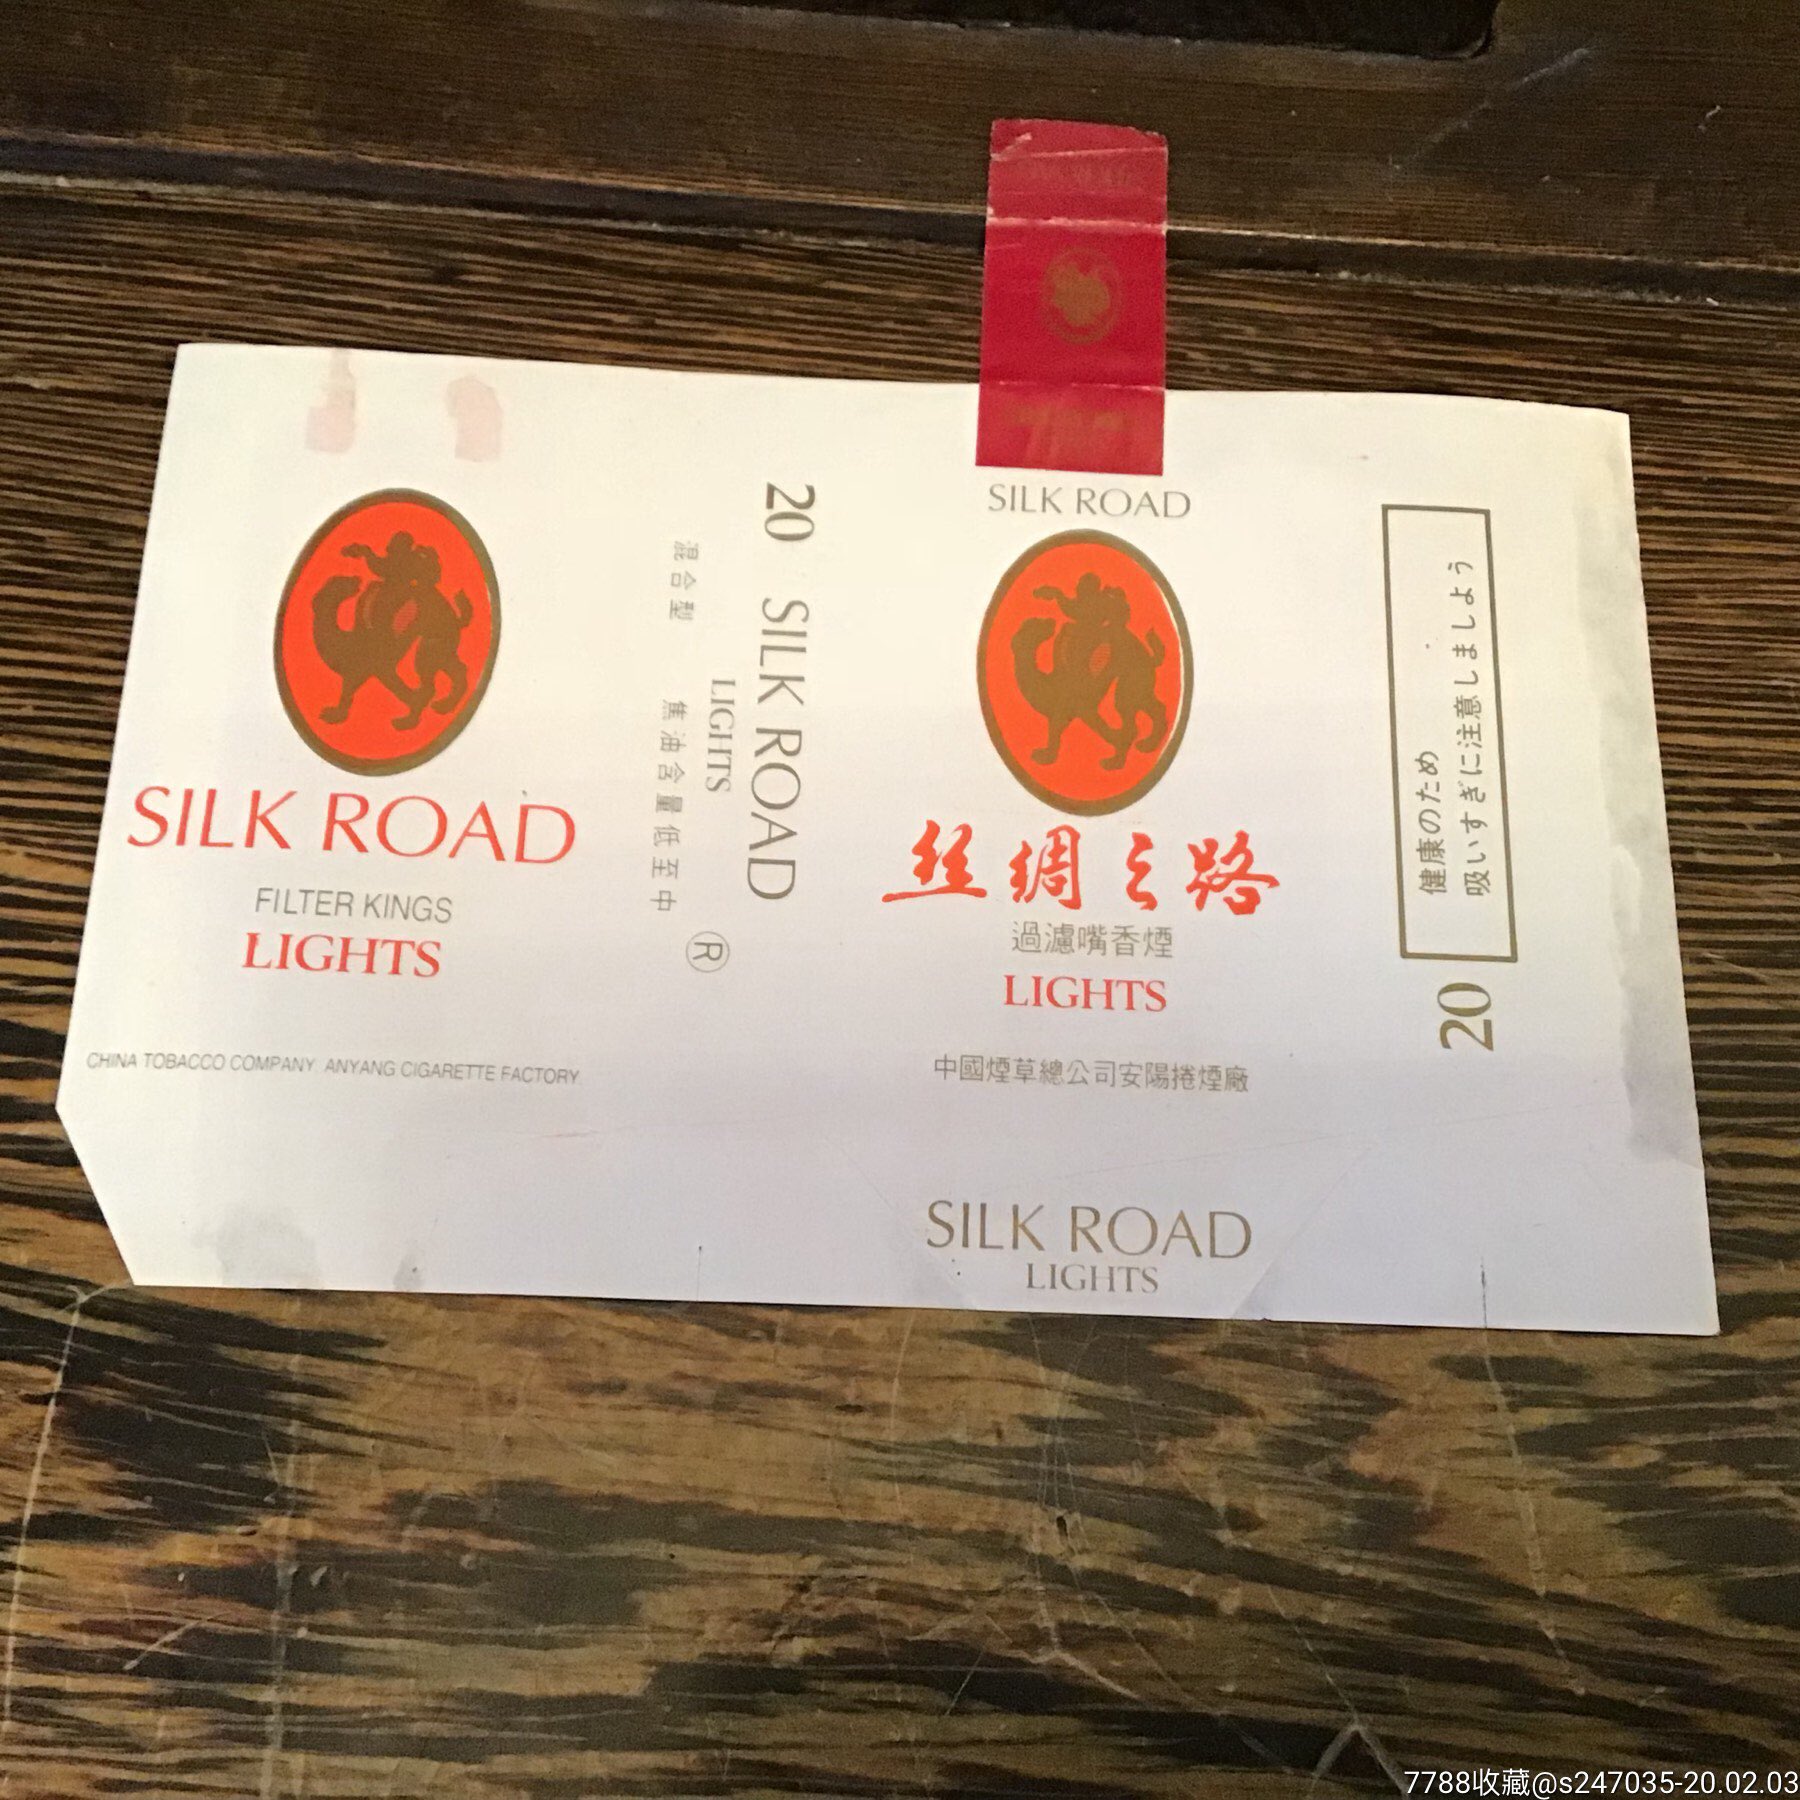 SILK ROAD
FILTER KINGS
LIGHTS
CHINA TOBACCO COMPANY ANYANG CIGARETTE FACTORY
20 SILK ROAD
LIGHTS
混合型 焦油含量低至中
®
SILK ROAD
丝绸之路
過濾嘴香煙
LIGHTS
中國煙草總公司安陽捲煙廠
SILK ROAD
LIGHTS
健康のため
吸いすぎに注意しましょう
20
7788收藏@s247035-20.02.03